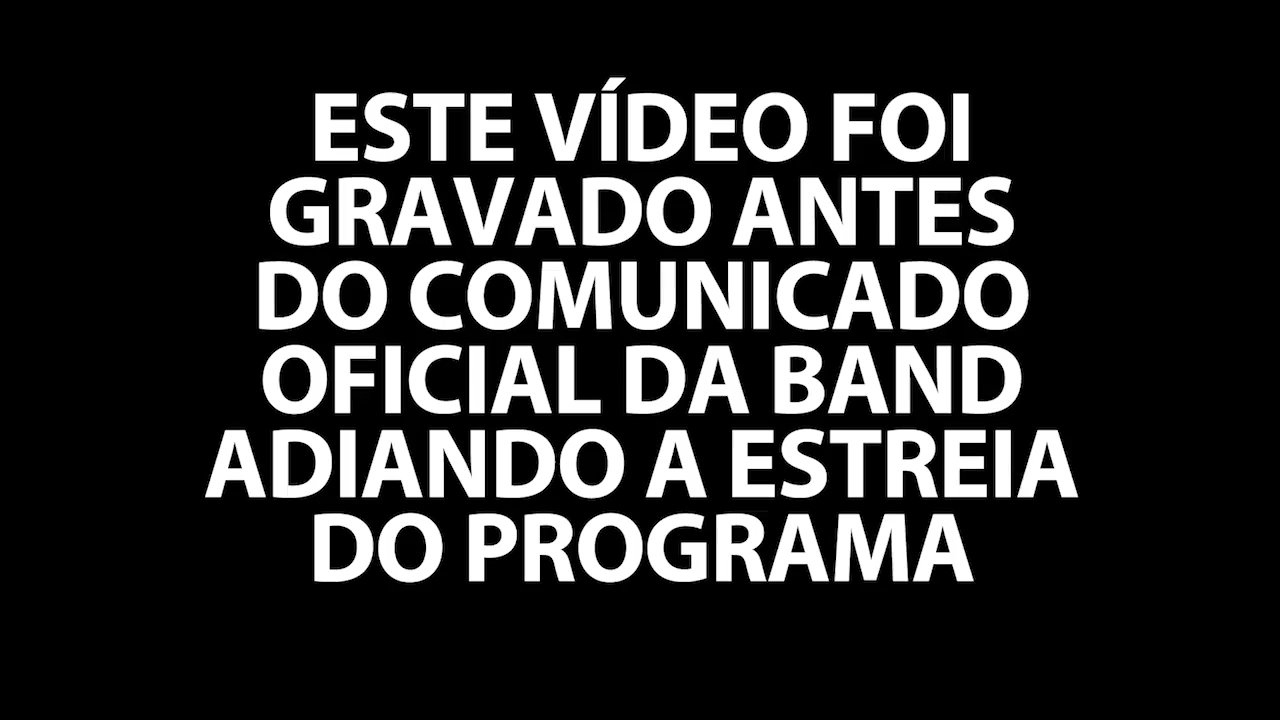 ESTE VÍDEO FOI
GRAVADO ANTES
DO COMUNICADO
OFICIAL DA BAND
ADIANDO A ESTREIA
DO PROGRAMA